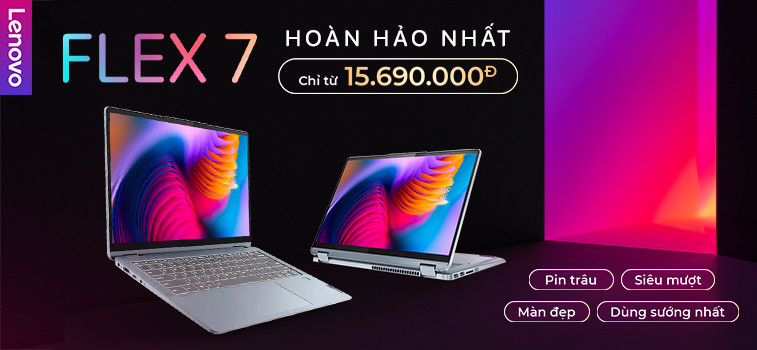 Lenovo
FLEX 7
HOÀN HẢO NHẤT
Chỉ từ 15.690.000Đ
Pin trâu
Siêu mượt
Màn đẹp
Dùng sướng nhất